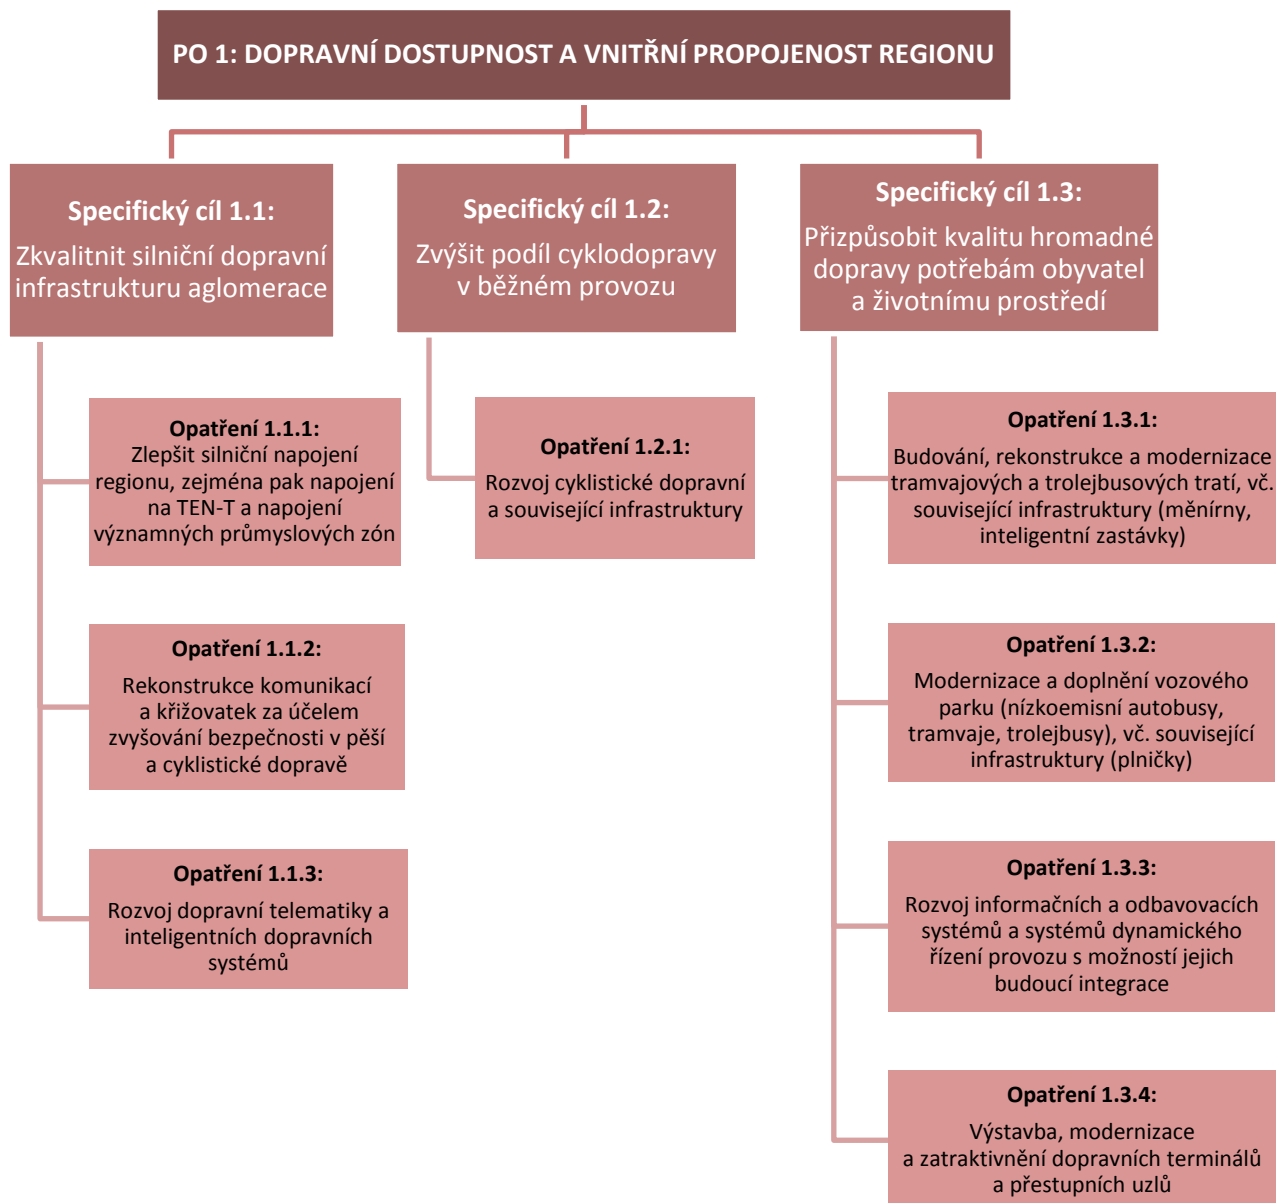 PO 1: DOPRAVNÍ DOSTUPNOST A VNITŘNÍ PROPOJENOST REGIONU
Specifický cíl 1.1:
Zkvalitnit silniční dopravní
infrastrukturu aglomerace
Opatření 1.1.1:
Zlepšit silniční napojení
regionu, zejména pak napojení
na TEN-T a napojení
významných průmyslových zón
Opatření 1.1.2:
Rekonstrukce komunikací
a křižovatek za účelem
zvyšování bezpečnosti v pěší
a cyklistické dopravě
Opatření 1.1.3:
Rozvoj dopravní telematiky a
inteligentních dopravních
systémů
Specifický cíl 1.2:
Zvýšit podíl cyklodopravy
v běžném provozu
Opatření 1.2.1:
Rozvoj cyklistické dopravní
a související infrastruktury
Specifický cíl 1.3:
Přizpůsobit kvalitu hromadné
dopravy potřebám obyvatel
a životnímu prostředí
Opatření 1.3.1:
Budování, rekonstrukce a modernizace
tramvajových a trolejbusových tratí, vč.
související infrastruktury (měnírny,
inteligentní zastávky)
Opatření 1.3.2:
Modernizace a doplnění vozového
parku (nízkoemisní autobusy,
tramvaje, trolejbusy), vč. související
infrastruktury (plničky)
Opatření 1.3.3:
Rozvoj informačních a odbavovacích
systémů a systémů dynamického
řízení provozu s možností jejich
budoucí integrace
Opatření 1.3.4:
Výstavba, modernizace
a zatraktivnění dopravních terminálů
a přestupních uzlů